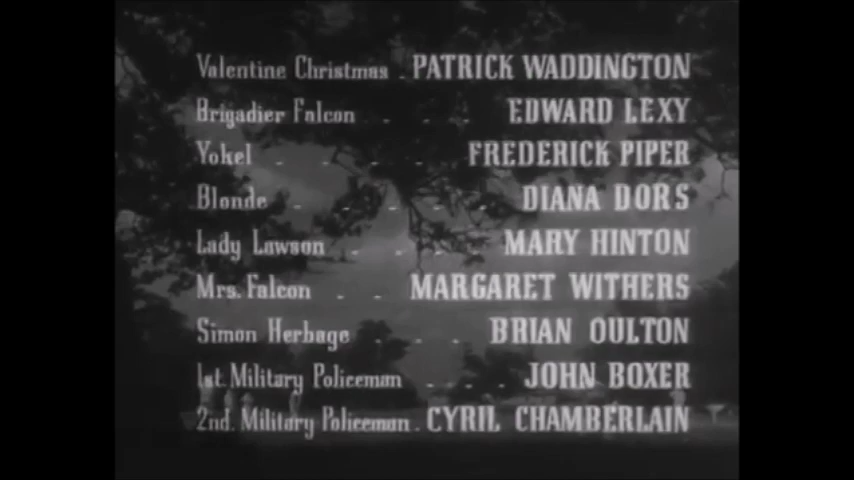 Valentine Christmas . PATRICK WADDINGTON
Brigadier Falcon . . . EDWARD LEXY
Yokel . . . . FREDERICK PIPER
Blonde . . . . DIANA DORS
Lady Lawson . . . MARY HINTON
Mrs. Falcon . . MARGARET WITHERS
Simon Herbage . . . BRIAN OULTON
1st. Military Policeman . . . JOHN BOXER
2nd. Military Policeman . CYRIL CHAMBERLAIN